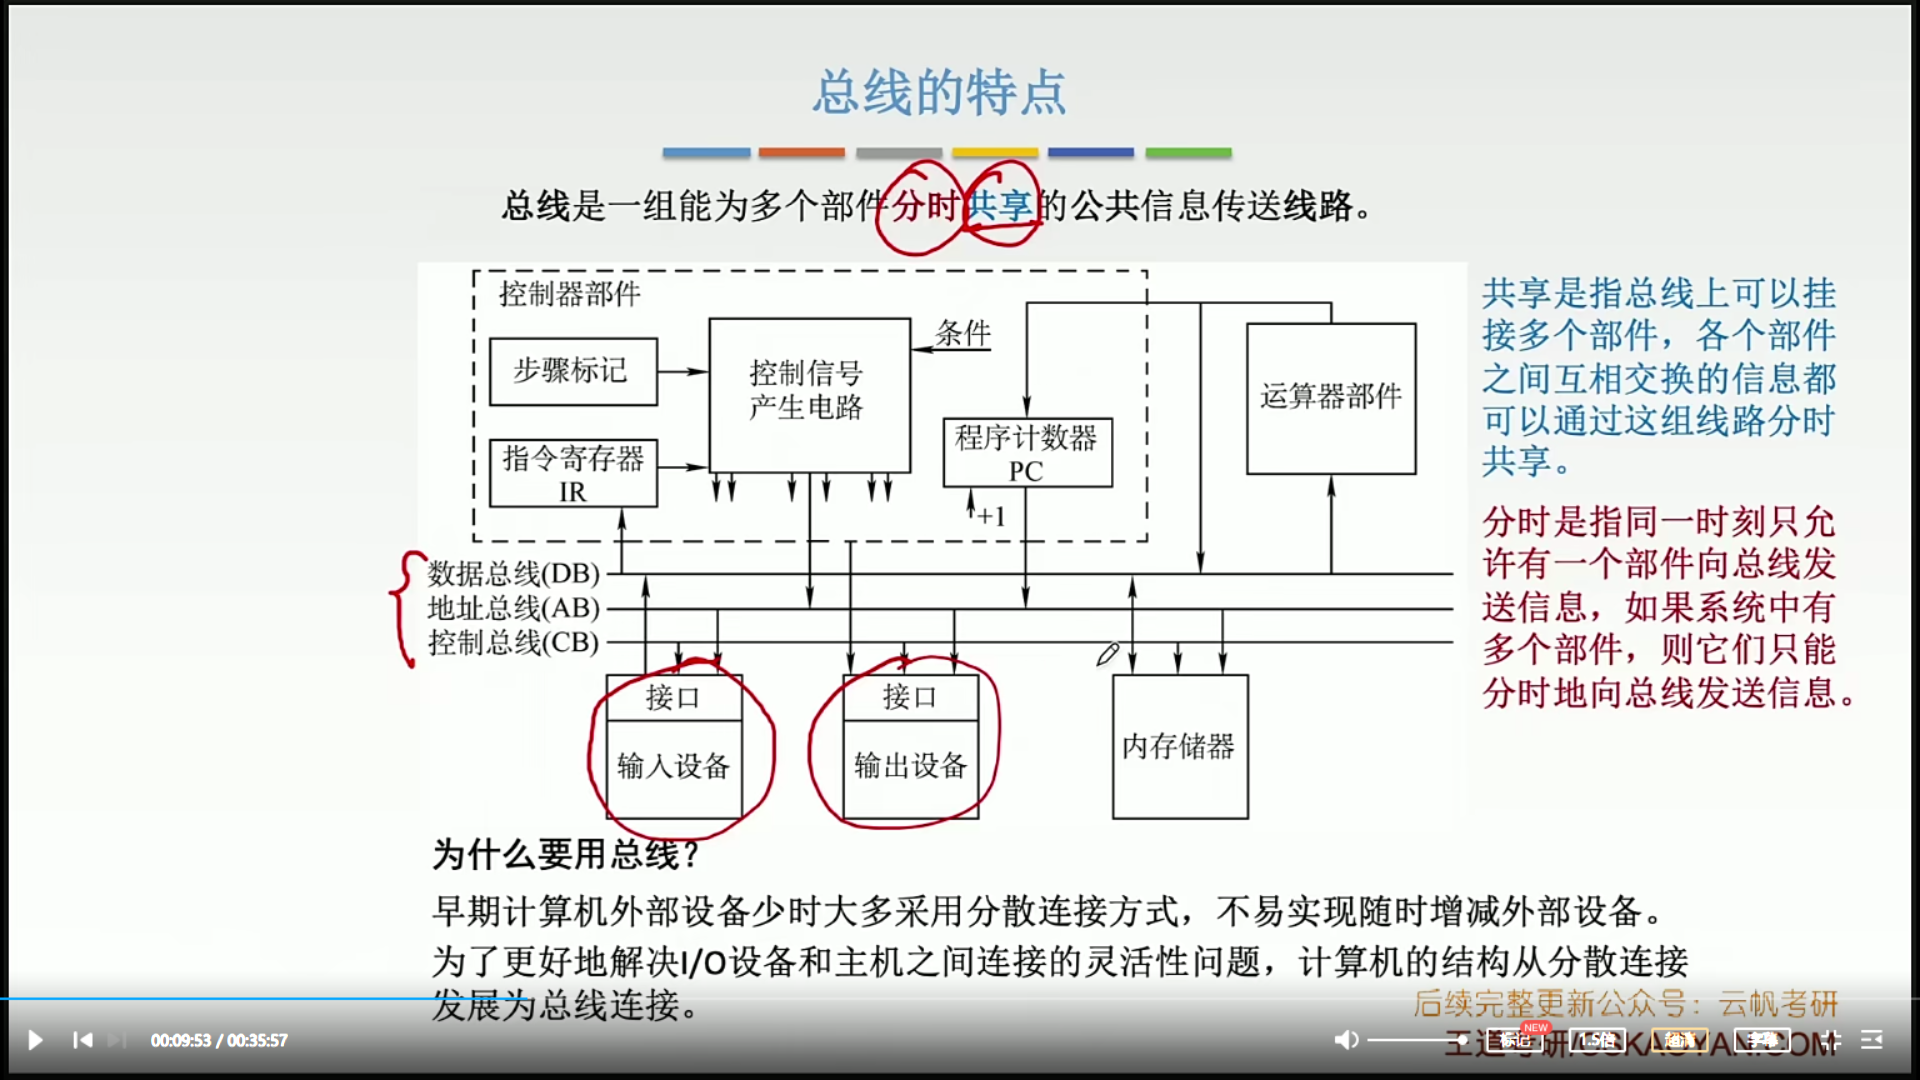 总线的特点
总线是一组能为多个部件分时共享的公共信息传送线路。
控制器部件
步骤标记
指令寄存器
IR
控制信号
产生电路
条件
程序计数器
PC
+1
运算器部件
数据总线(DB)
地址总线(AB)
控制总线(CB)
接口
输入设备
接口
输出设备
内存储器
共享是指总线上可以挂
接多个部件，各个部件
之间互相交换的信息都
可以通过这组线路分时
共享。
分时是指同一时刻只允
许有一个部件向总线发
送信息，如果系统中有
多个部件，则它们只能
分时地向总线发送信息。
为什么要用总线？
早期计算机外部设备少时大多采用分散连接方式，不易实现随时增减外部设备。
为了更好地解决I/O设备和主机之间连接的灵活性问题，计算机的结构从分散连接
发展为总线连接。
后续完整更新公众号：云帆考研
王道考研/CSKAOYAN.COM
00:09:53 / 00:35:57
标记
NEW
1.5倍
超清
字幕